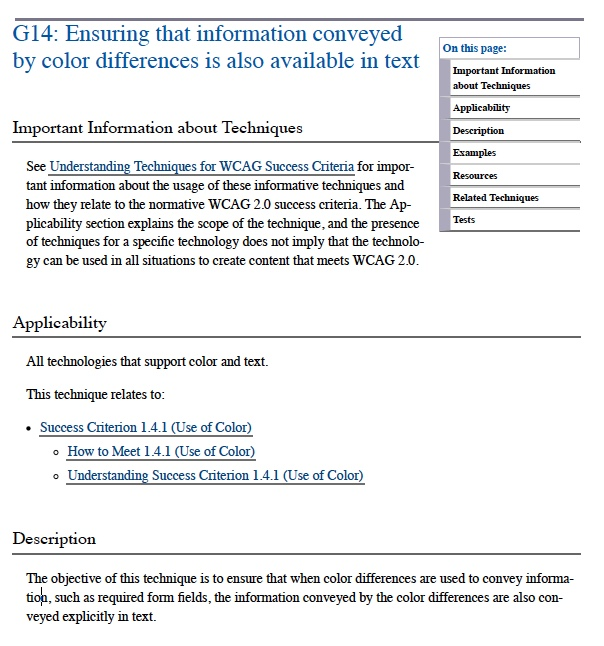 G14: Ensuring that information conveyed
by color differences is also available in text
On this page:
Important Information
about Techniques
Applicability
Description
Examples
Resources
Related Techniques
Tests
Important Information about Techniques
See Understanding Techniques for WCAG Success Criteria for impor-
tant information about the usage of these informative techniques and
how they relate to the normative WCAG 2.0 success criteria. The Ap-
plicability section explains the scope of the technique, and the presence
of techniques for a specific technology does not imply that the technolo-
gy can be used in all situations to create content that meets WCAG 2.0.
Applicability
All technologies that support color and text.
This technique relates to:
• Success Criterion 1.4.1 (Use of Color)
◦ How to Meet 1.4.1 (Use of Color)
◦ Understanding Success Criterion 1.4.1 (Use of Color)
Description
The objective of this technique is to ensure that when color differences are used to convey informa-
tion, such as required form fields, the information conveyed by the color differences are also con-
veyed explicitly in text.